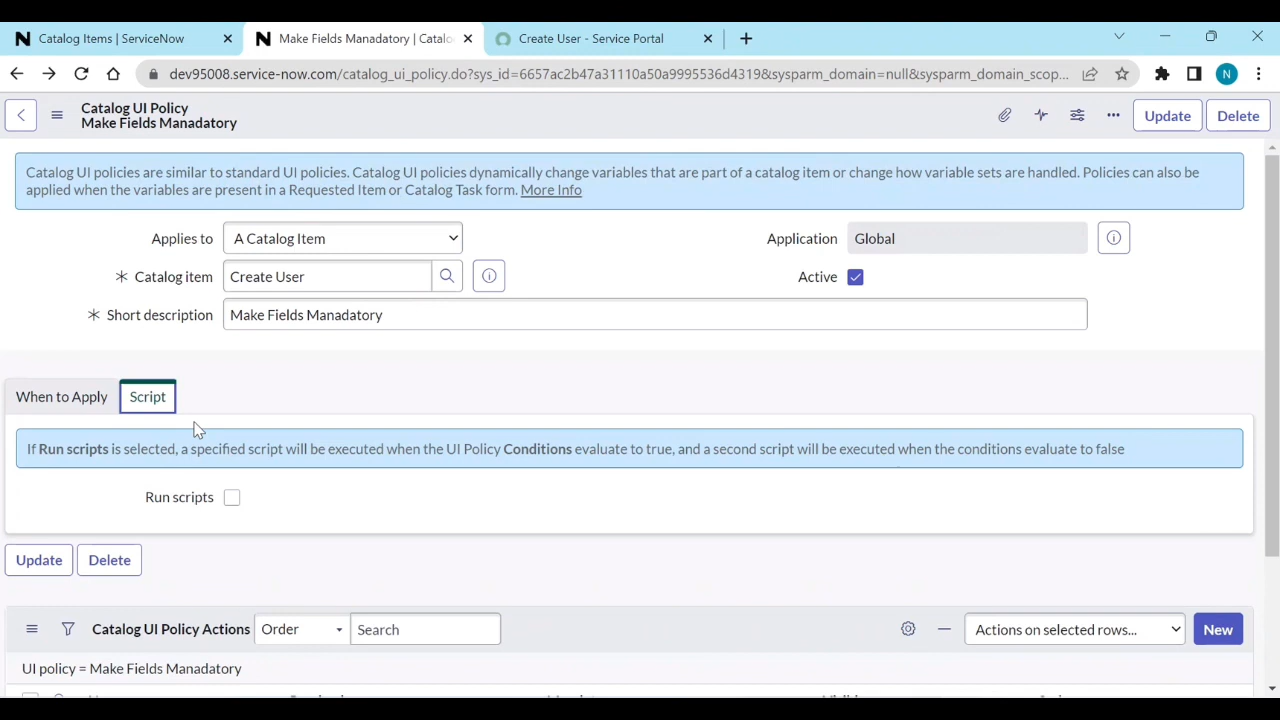 Catalog Items | ServiceNow
Make Fields Manadatory | Catalo
Create User - Service Portal
dev95008.service-now.com/catalog_ui_policy.do?sys_id=6657ac2b47a31110a50a9995536d4319&sysparm_domain=null&sysparm_domain_scop...
N
Catalog UI Policy
Make Fields Manadatory
Update
Delete
Catalog UI policies are similar to standard UI policies. Catalog UI policies dynamically change variables that are part of a catalog item or change how variable sets are handled. Policies can also be
applied when the variables are present in a Requested Item or Catalog Task form. More Info
Applies to
A Catalog Item
Application
Global
Catalog item
Create User
Active
Short description
Make Fields Manadatory
When to Apply
Script
If Run scripts is selected, a specified script will be executed when the UI Policy Conditions evaluate to true, and a second script will be executed when the conditions evaluate to false
Run scripts
Update
Delete
Catalog UI Policy Actions
Order
Search
Actions on selected rows...
New
UI policy = Make Fields Manadatory